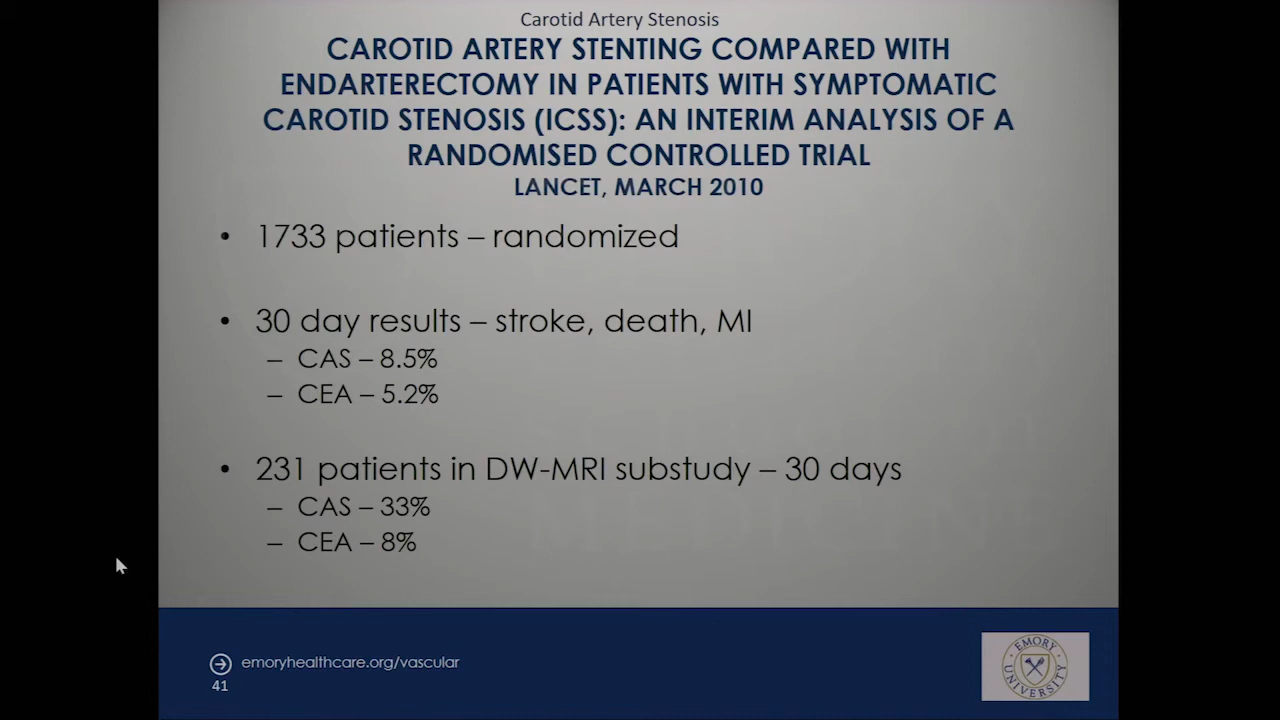 Carotid Artery Stenosis
CAROTID ARTERY STENTING COMPARED WITH
ENDARTERECTOMY IN PATIENTS WITH SYMPTOMATIC
CAROTID STENOSIS (ICSS): AN INTERIM ANALYSIS OF A
RANDOMISED CONTROLLED TRIAL
LANCET, MARCH 2010
• 1733 patients – randomized
• 30 day results – stroke, death, MI
– CAS – 8.5%
– CEA – 5.2%
• 231 patients in DW-MRI substudy – 30 days
– CAS – 33%
– CEA – 8%
emoryhealthcare.org/vascular
41
EMORY
UNIVERSITY